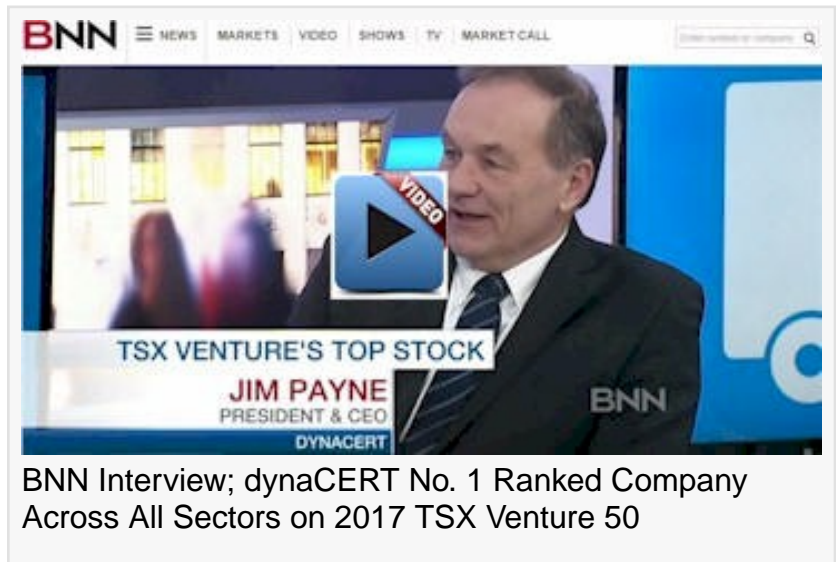 BNN NEWS MARKETS VIDEO SHOWS TV MARKET CALL
VIDEO
TSX VENTURE'S TOP STOCK
JIM PAYNE
PRESIDENT & CEO
DYNACERT
BNN
BNN Interview; dynaCERT No. 1 Ranked Company
Across All Sectors on 2017 TSX Venture 50